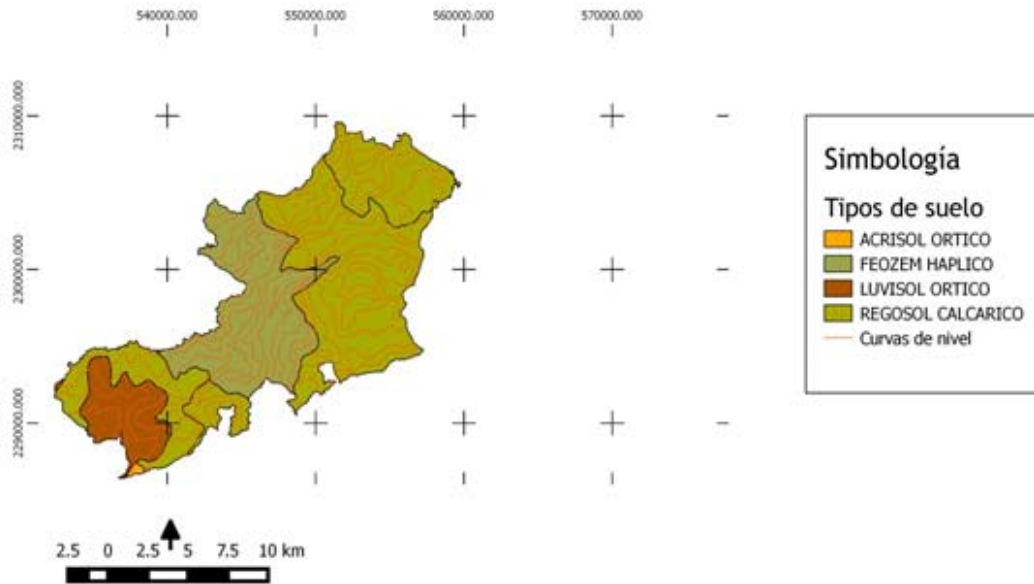 540000.000 550000.000 560000.000 570000.000
2310000.000
2300000.000
2290000.000
Simbología
Tipos de suelo
ACRISOL ORTICO
FEOZEM HAPLICO
LUVISOL ORTICO
REGOSOL CALCARICO
Curvas de nivel
2.5 0 2.5 5 7.5 10 km